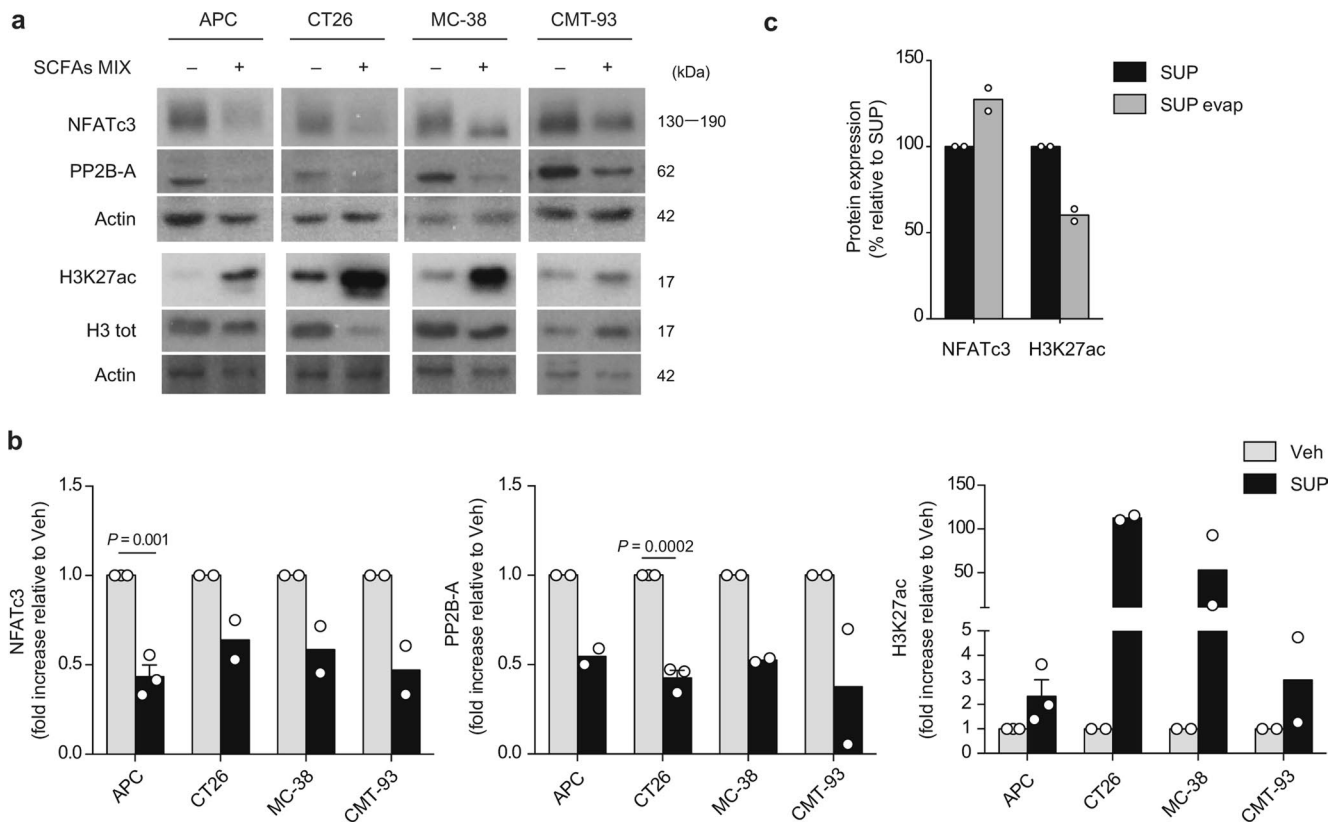 a
APC CT26 MC-38 CMT-93
SCFAs MIX – + – + – + – + (kDa)
NFATc3 130–190
PP2B-A 62
Actin 42
H3K27ac 17
H3 tot 17
Actin 42
c
Protein expression
(% relative to SUP)
150
100
50
0
NFATc3 H3K27ac
SUP
SUP evap
b
NFATc3
(fold increase relative to Veh)
1.5
1.0
0.5
0.0
P = 0.001
APC CT26 MC-38 CMT-93
PP2B-A
(fold increase relative to Veh)
1.5
1.0
0.5
0.0
P = 0.0002
APC CT26 MC-38 CMT-93
H3K27ac
(fold increase relative to Veh)
150
100
50
5
4
3
2
1
0
APC CT26 MC-38 CMT-93
Veh
SUP